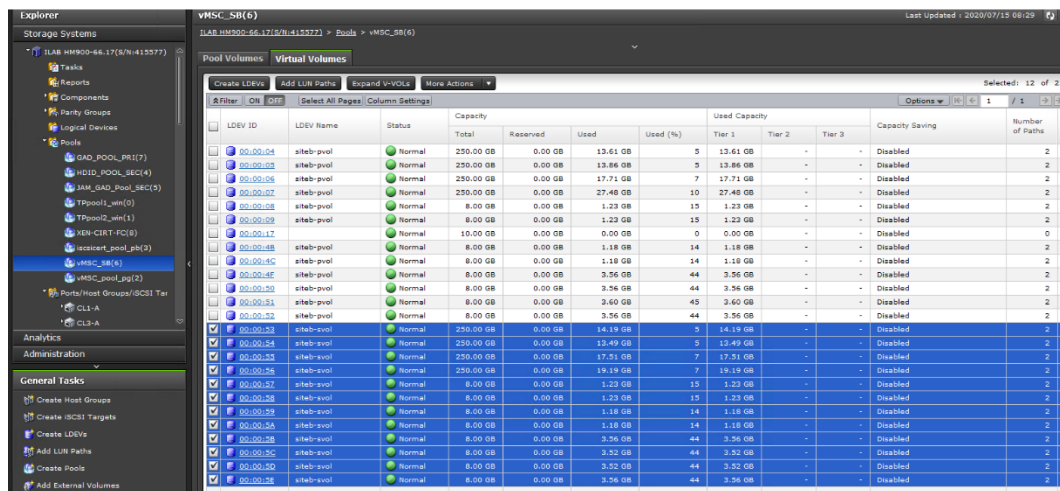 Explorer
Storage Systems
ILAB HM900-66.17(S/N:415577)
Tasks
Reports
Components
Parity Groups
Logical Devices
Pools
GAD_POOL_PRI(7)
HDID_POOL_SEC(4)
JAM_GAD_Pool_SEC(5)
TPpool1_win(0)
TPpool2_win(1)
XEN-CIRT-FC(8)
iscsicert_pool_pb(3)
vMSC_SB(6)
vMSC_pool_pg(2)
Ports/Host Groups/iSCSI Tar
CL1-A
CL3-A
Analytics
Administration
General Tasks
Create Host Groups
Create iSCSI Targets
Create LDEVs
Add LUN Paths
Create Pools
Add External Volumes
vMSC_SB(6)
Last Updated : 2020/07/15 08:29
ILAB HM900-66.17(S/N:415577) > Pools > vMSC_SB(6)
Pool Volumes Virtual Volumes
Create LDEVs Add LUN Paths Expand V-VOLs More Actions
Selected: 12 of 2
Filter ON OFF Select All Pages Column Settings Options 1 / 1
LDEV ID LDEV Name Status Capacity Used Capacity Capacity Saving Number of Paths
Total Reserved Used Used (%) Tier 1 Tier 2 Tier 3
00:00:04 siteb-pvol Normal 250.00 GB 0.00 GB 13.61 GB 5 13.61 GB - - Disabled 2
00:00:05 siteb-pvol Normal 250.00 GB 0.00 GB 13.86 GB 5 13.86 GB - - Disabled 2
00:00:06 siteb-pvol Normal 250.00 GB 0.00 GB 17.71 GB 7 17.71 GB - - Disabled 2
00:00:07 siteb-pvol Normal 250.00 GB 0.00 GB 27.48 GB 10 27.48 GB - - Disabled 2
00:00:08 siteb-pvol Normal 8.00 GB 0.00 GB 1.23 GB 15 1.23 GB - - Disabled 2
00:00:09 siteb-pvol Normal 8.00 GB 0.00 GB 1.23 GB 15 1.23 GB - - Disabled 2
00:00:17 Normal 10.00 GB 0.00 GB 0.00 GB 0 0.00 GB - - Disabled 0
00:00:4B siteb-pvol Normal 8.00 GB 0.00 GB 1.18 GB 14 1.18 GB - - Disabled 2
00:00:4C siteb-pvol Normal 8.00 GB 0.00 GB 1.18 GB 14 1.18 GB - - Disabled 2
00:00:4F siteb-pvol Normal 8.00 GB 0.00 GB 3.56 GB 44 3.56 GB - - Disabled 2
00:00:50 siteb-pvol Normal 8.00 GB 0.00 GB 3.56 GB 44 3.56 GB - - Disabled 2
00:00:51 siteb-pvol Normal 8.00 GB 0.00 GB 3.60 GB 45 3.60 GB - - Disabled 2
00:00:52 siteb-pvol Normal 8.00 GB 0.00 GB 3.56 GB 44 3.56 GB - - Disabled 2
00:00:53 siteb-svol Normal 250.00 GB 0.00 GB 14.19 GB 5 14.19 GB - - Disabled 2
00:00:54 siteb-svol Normal 250.00 GB 0.00 GB 13.49 GB 5 13.49 GB - - Disabled 2
00:00:55 siteb-svol Normal 250.00 GB 0.00 GB 17.51 GB 7 17.51 GB - - Disabled 2
00:00:56 siteb-svol Normal 250.00 GB 0.00 GB 19.19 GB 7 19.19 GB - - Disabled 2
00:00:57 siteb-svol Normal 8.00 GB 0.00 GB 1.23 GB 15 1.23 GB - - Disabled 2
00:00:58 siteb-svol Normal 8.00 GB 0.00 GB 1.23 GB 15 1.23 GB - - Disabled 2
00:00:59 siteb-svol Normal 8.00 GB 0.00 GB 1.18 GB 14 1.18 GB - - Disabled 2
00:00:5A siteb-svol Normal 8.00 GB 0.00 GB 1.18 GB 14 1.18 GB - - Disabled 2
00:00:5B siteb-svol Normal 8.00 GB 0.00 GB 3.56 GB 44 3.56 GB - - Disabled 2
00:00:5C siteb-svol Normal 8.00 GB 0.00 GB 3.52 GB 44 3.52 GB - - Disabled 2
00:00:5D siteb-svol Normal 8.00 GB 0.00 GB 3.52 GB 44 3.52 GB - - Disabled 2
00:00:5E siteb-svol Normal 8.00 GB 0.00 GB 3.56 GB 44 3.56 GB - - Disabled 2